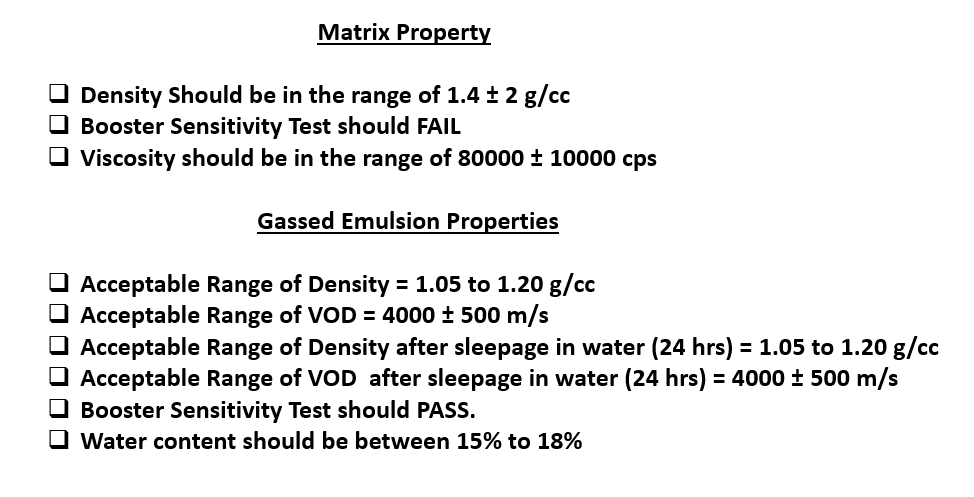 Matrix Property
❑ Density Should be in the range of 1.4 ± 2 g/cc
❑ Booster Sensitivity Test should FAIL
❑ Viscosity should be in the range of 80000 ± 10000 cps
Gassed Emulsion Properties
❑ Acceptable Range of Density = 1.05 to 1.20 g/cc
❑ Acceptable Range of VOD = 4000 ± 500 m/s
❑ Acceptable Range of Density after sleepage in water (24 hrs) = 1.05 to 1.20 g/cc
❑ Acceptable Range of VOD  after sleepage in water (24 hrs) = 4000 ± 500 m/s
❑ Booster Sensitivity Test should PASS.
❑ Water content should be between 15% to 18%